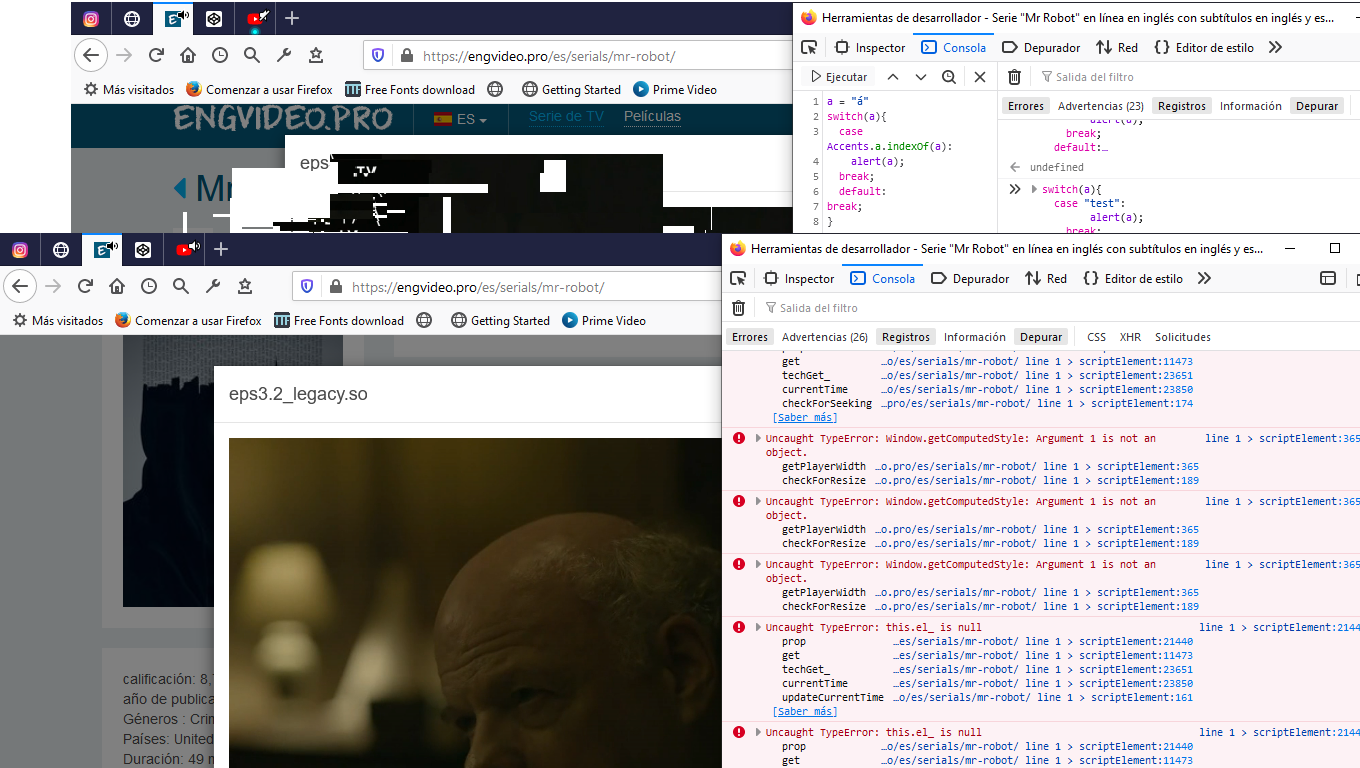 Herramientas de desarrollador - Serie "Mr Robot" en línea en inglés con subtítulos en inglés y es...
https://engvideo.pro/es/serials/mr-robot/
Inspector Consola Depurador Red Editor de estilo
Más visitados Comenzar a usar Firefox Free Fonts download Getting Started Prime Video
Ejecutar Salida del filtro
Errores Advertencias (23) Registros Información Depurar
ENGVIDEO.PRO ES Serie de TV Películas
eps
.TV
1 a = "á"
2 switch(a){
3 case
Accents.a.indexOf(a):
4 alert(a);
5 break;
6 default:
7 break;
8 }
alert(a);
break;
default:…
undefined
switch(a){
case "test":
alert(a);
break;
Herramientas de desarrollador - Serie "Mr Robot" en línea en inglés con subtítulos en inglés y es...
https://engvideo.pro/es/serials/mr-robot/
Inspector Consola Depurador Red Editor de estilo
Más visitados Comenzar a usar Firefox Free Fonts download Getting Started Prime Video
Salida del filtro
Errores Advertencias (26) Registros Información Depurar CSS XHR Solicitudes
eps3.2_legacy.so
calificación: 8,
año de publica
Géneros : Crin
Países: United
Duración: 49 m
get …o/es/serials/mr-robot/ line 1 > scriptElement:11473
techGet_ …es/serials/mr-robot/ line 1 > scriptElement:23651
currentTime …es/serials/mr-robot/ line 1 > scriptElement:23850
checkForSeeking …pro/es/serials/mr-robot/ line 1 > scriptElement:174
[Saber más]
Uncaught TypeError: Window.getComputedStyle: Argument 1 is not an line 1 > scriptElement:365
object.
getPlayerWidth …o.pro/es/serials/mr-robot/ line 1 > scriptElement:365
checkForResize …o.pro/es/serials/mr-robot/ line 1 > scriptElement:189
Uncaught TypeError: Window.getComputedStyle: Argument 1 is not an line 1 > scriptElement:365
object.
getPlayerWidth …o.pro/es/serials/mr-robot/ line 1 > scriptElement:365
checkForResize …o.pro/es/serials/mr-robot/ line 1 > scriptElement:189
Uncaught TypeError: Window.getComputedStyle: Argument 1 is not an line 1 > scriptElement:365
object.
getPlayerWidth …o.pro/es/serials/mr-robot/ line 1 > scriptElement:365
checkForResize …o.pro/es/serials/mr-robot/ line 1 > scriptElement:189
Uncaught TypeError: this.el_ is null line 1 > scriptElement:2144
prop …es/serials/mr-robot/ line 1 > scriptElement:21440
get …o/es/serials/mr-robot/ line 1 > scriptElement:11473
techGet_ …es/serials/mr-robot/ line 1 > scriptElement:23651
currentTime …es/serials/mr-robot/ line 1 > scriptElement:23850
updateCurrentTime …o/es/serials/mr-robot/ line 1 > scriptElement:161
[Saber más]
Uncaught TypeError: this.el_ is null line 1 > scriptElement:2144
prop …o/es/serials/mr-robot/ line 1 > scriptElement:21440
get …o/es/serials/mr-robot/ line 1 > scriptElement:11473